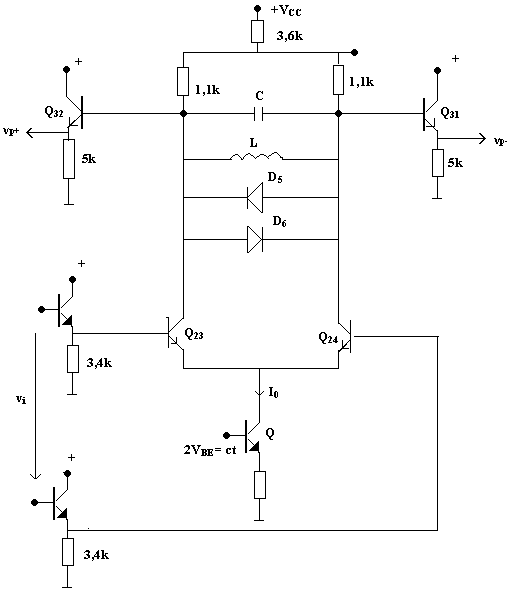 +VCC
3,6k
+
1,1k
C
1,1k
+
Q32
Q31
vp+
vp-
5k
L
5k
D5
D6
+
Q23
Q24
3,4k
I0
vi
Q
2VBE= ct
+
3,4k